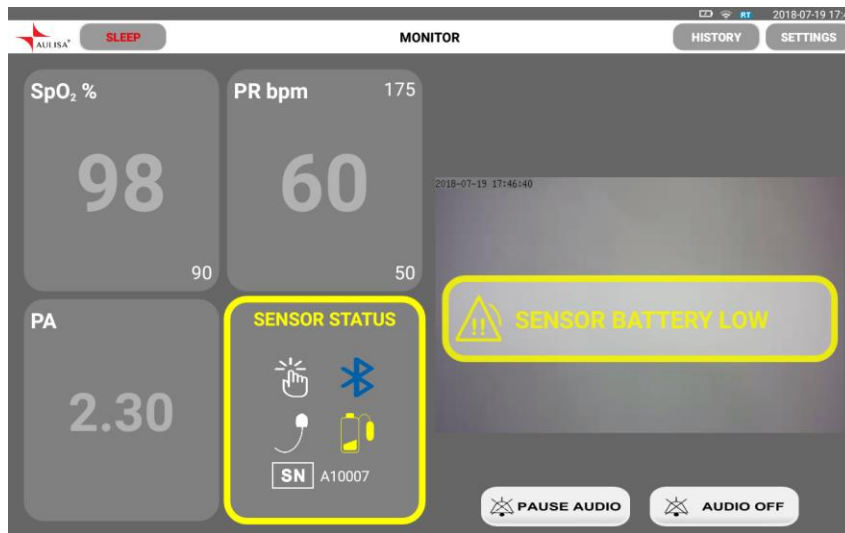 RT 2018-07-19 17:
AULISA
SLEEP
MONITOR
HISTORY
SETTINGS
SpO₂ %
98
90
PR bpm
175
60
50
PA
2.30
SENSOR STATUS
SN A10007
2018-07-19 17:46:40
!!
SENSOR BATTERY LOW
PAUSE AUDIO
AUDIO OFF